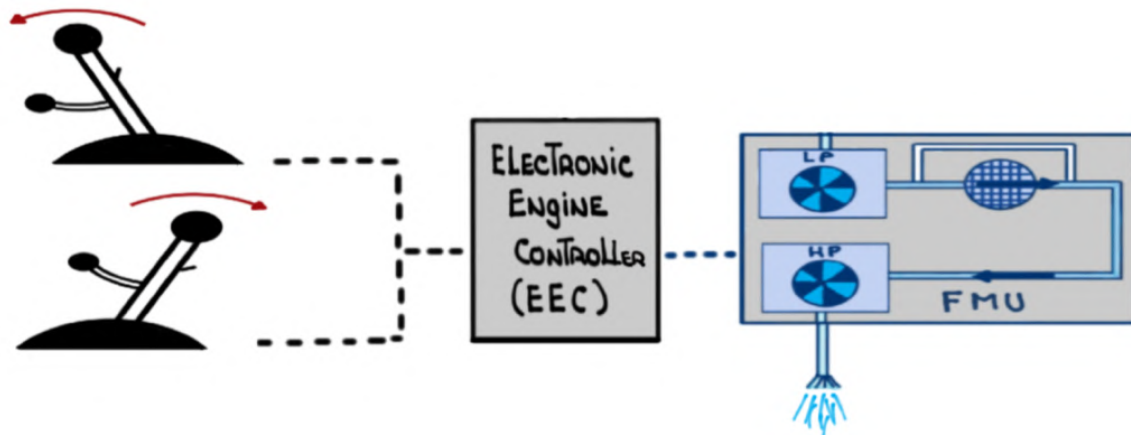 ELECTRONIC
ENGINE
CONTROLLER
(EEC)
LP
HP
FMU